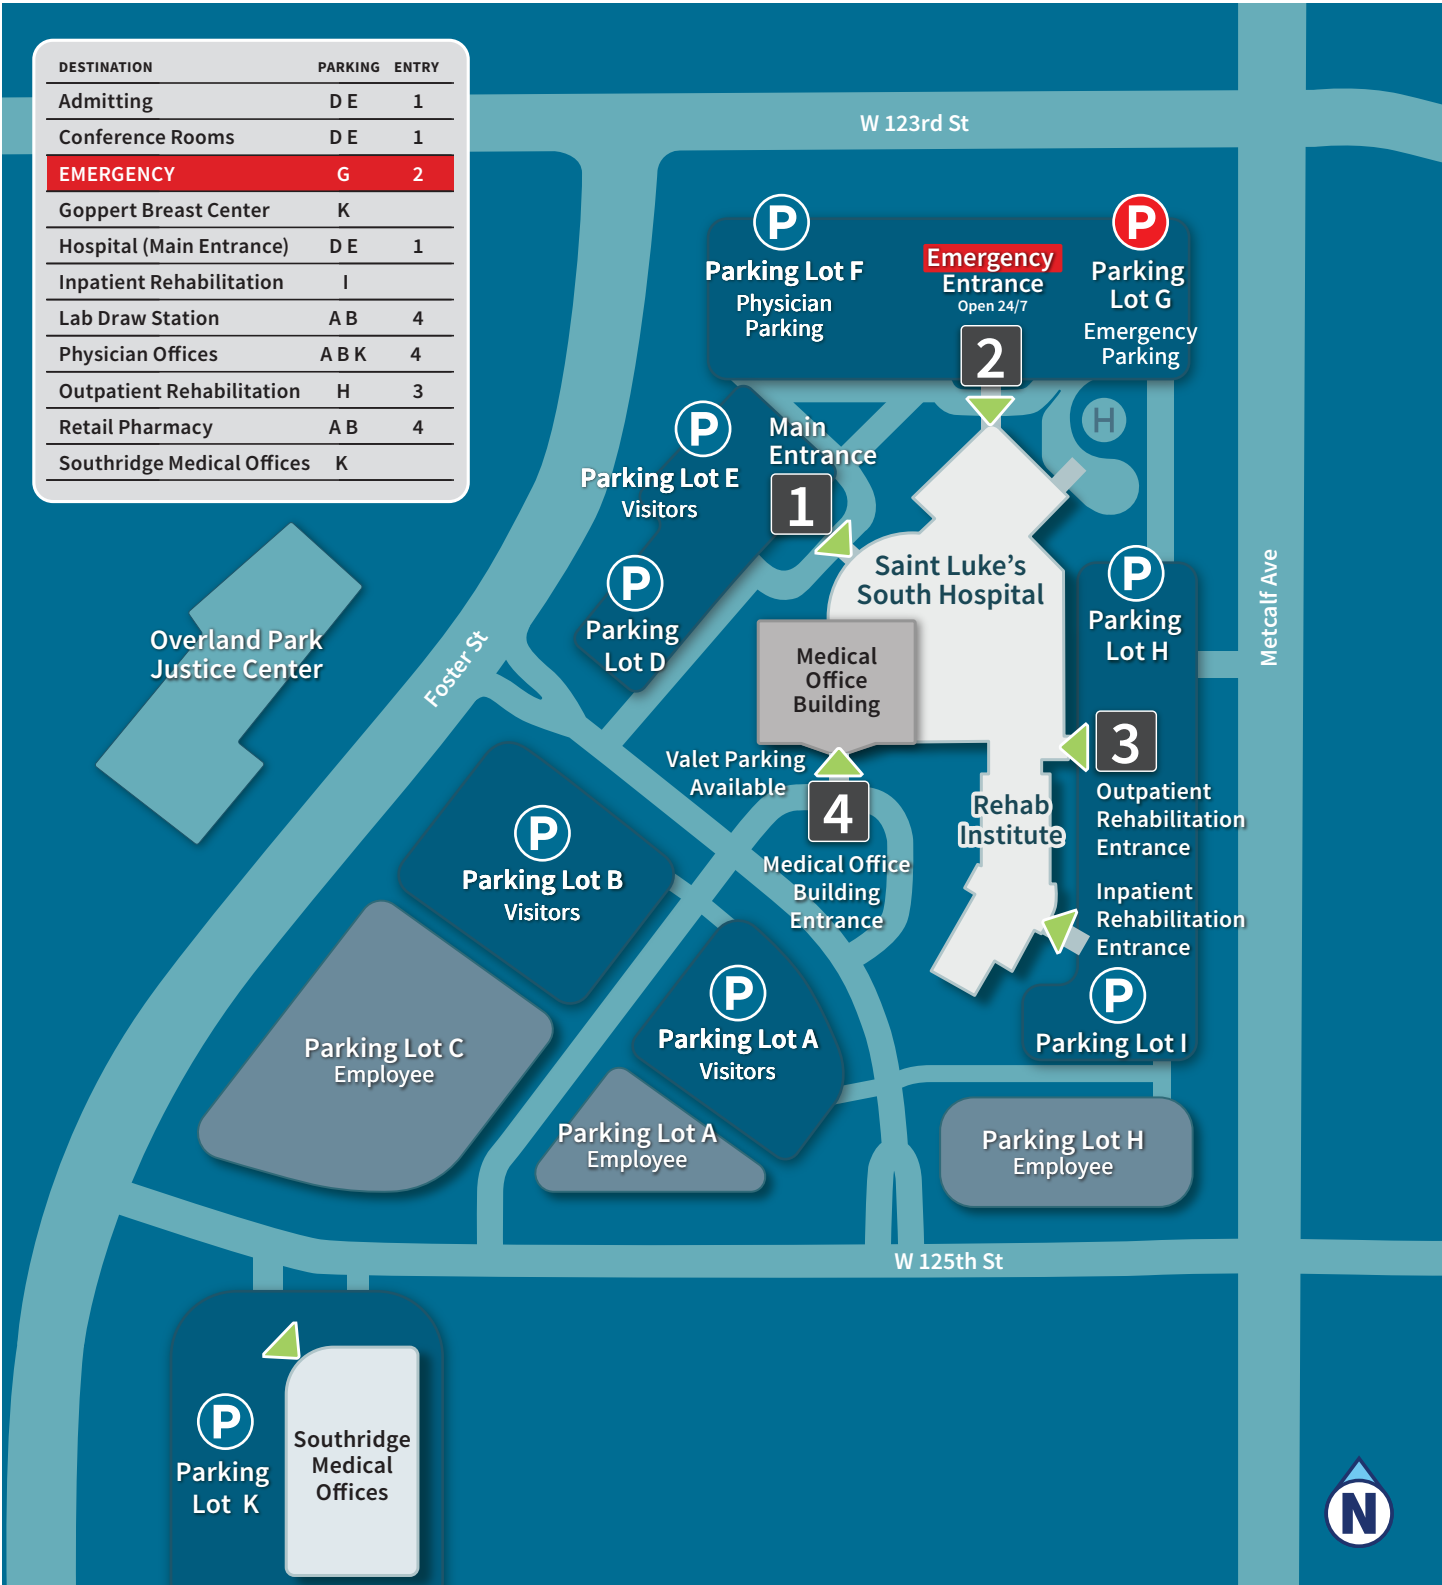 DESTINATION PARKING ENTRY
Admitting D E 1
Conference Rooms D E 1
EMERGENCY G 2
Goppert Breast Center K
Hospital (Main Entrance) D E 1
Inpatient Rehabilitation I
Lab Draw Station A B 4
Physician Offices A B K 4
Outpatient Rehabilitation H 3
Retail Pharmacy A B 4
Southridge Medical Offices K
W 123rd St
P
Parking Lot F
Physician
Parking
Emergency
Entrance
Open 24/7
2
P
Parking
Lot G
Emergency
Parking
H
P
Parking Lot E
Visitors
Main
Entrance
1
P
Parking
Lot D
Saint Luke's
South Hospital
P
Parking
Lot H
Metcalf Ave
Overland Park
Justice Center
Foster St
Medical
Office
Building
Valet Parking
Available
4
Medical Office
Building
Entrance
Rehab
Institute
3
Outpatient
Rehabilitation
Entrance
Inpatient
Rehabilitation
Entrance
P
Parking Lot I
P
Parking Lot B
Visitors
P
Parking Lot A
Visitors
Parking Lot C
Employee
Parking Lot A
Employee
Parking Lot H
Employee
W 125th St
P
Parking
Lot K
Southridge
Medical
Offices
N